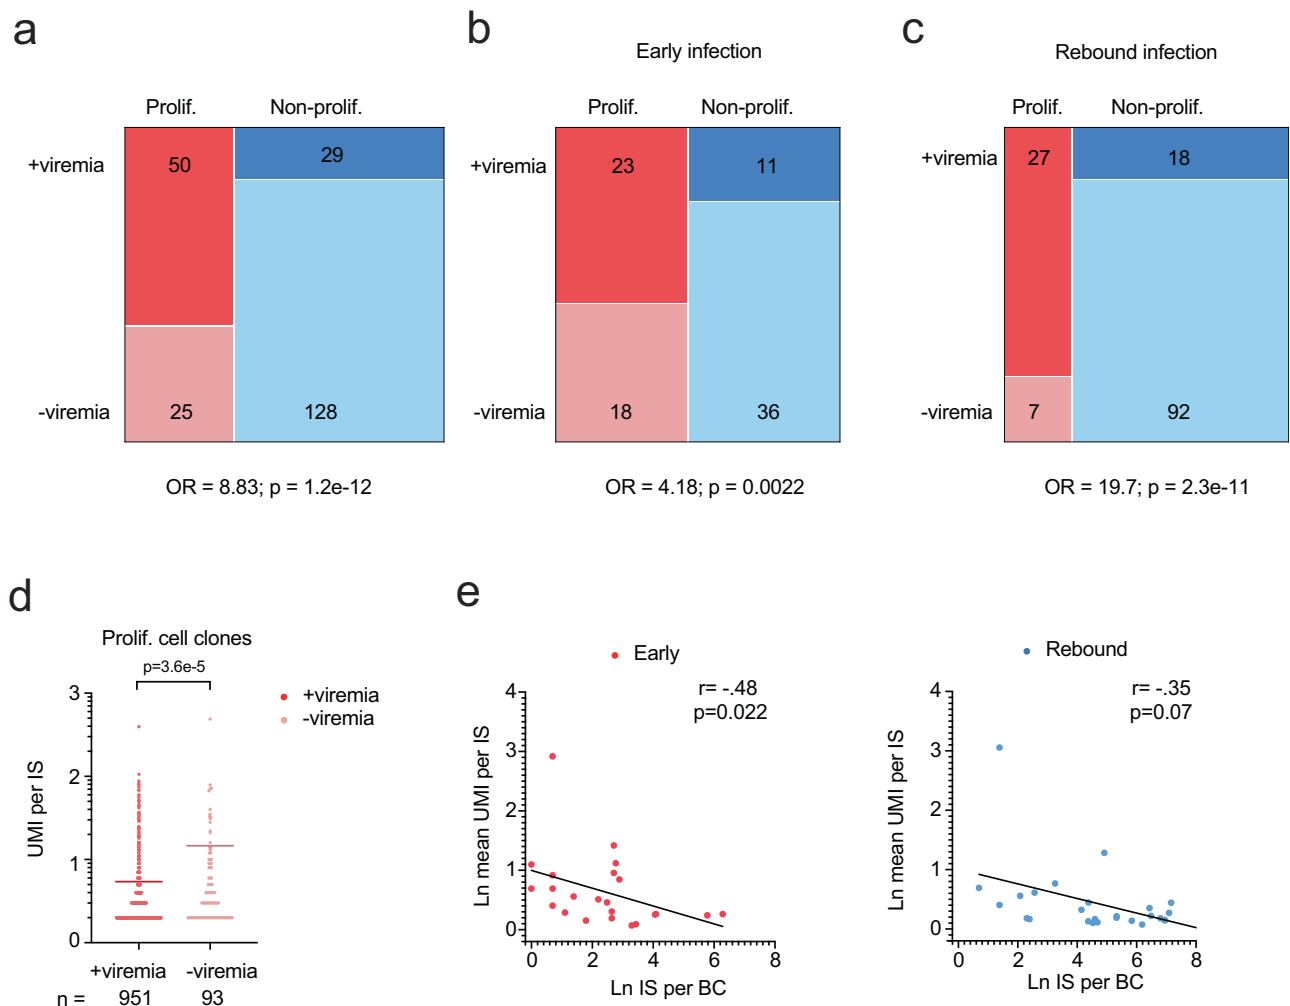 a
Prolif. Non-prolif.
+viremia 50 29
-viremia 25 128
OR = 8.83; p = 1.2e-12
b
Early infection
Prolif. Non-prolif.
+viremia 23 11
-viremia 18 36
OR = 4.18; p = 0.0022
c
Rebound infection
Prolif. Non-prolif.
+viremia 27 18
-viremia 7 92
OR = 19.7; p = 2.3e-11
d
Prolif. cell clones
p=3.6e-5
+viremia
-viremia
UMI per IS
3
2
1
0
+viremia -viremia
n = 951 93
e
Early
r= -.48
p=0.022
Ln mean UMI per IS
4
3
2
1
0
0 2 4 6 8
Ln IS per BC
Rebound
r= -.35
p=0.07
Ln mean UMI per IS
4
3
2
1
0
0 2 4 6 8
Ln IS per BC